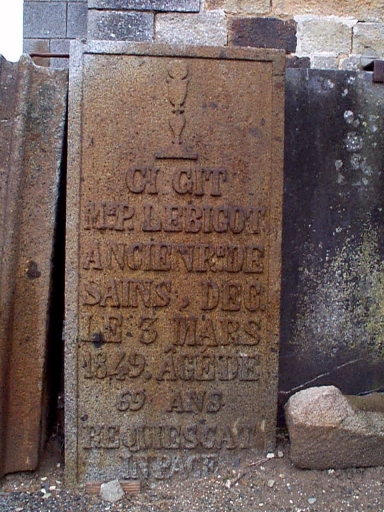 CI GIT
Mr P. LEBIGOT
ANCIEN VR. DE
SAINS, DEC.
LE 3 MARS
1849, ÂGÉ DE
69 ANS
REQUIESCAT
IN PACE